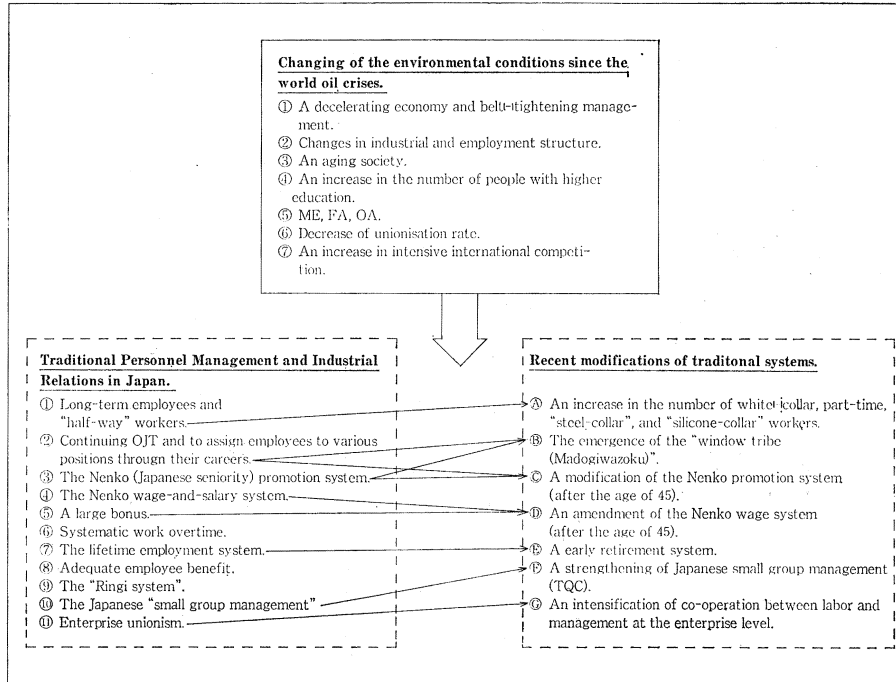 Changing of the environmental conditions since the
world oil crises.
① A decelerating economy and belt-tightening manage-
ment.
② Changes in industrial and employment structure.
③ An aging society.
④ An increase in the number of people with higher
education.
⑤ ME, FA, OA.
⑥ Decrease of unionisation rate.
⑦ An increase in intensive international competi-
tion.
Traditional Personnel Management and Industrial
Relations in Japan.
① Long-term employees and
"half-way" workers.
② Continuing OJT and to assign employees to various
positions through their careers.
③ The Nenko (Japanese seniority) promotion system.
④ The Nenko wage-and-salary system.
⑤ A large bonus.
⑥ Systematic work overtime.
⑦ The lifetime employment system.
⑧ Adequate employee benefit.
⑨ The "Ringi system".
⑩ The Japanese "small group management"
⑪ Enterprise unionism.
Recent modifications of traditonal systems.
Ⓐ An increase in the number of white-collar, part-time,
"steel-collar", and "silicone-collar" workers.
Ⓑ The emergence of the "window tribe
(Madogiwazoku)".
Ⓒ A modification of the Nenko promotion system
(after the age of 45).
Ⓓ An amendment of the Nenko wage system
(after the age of 45).
Ⓔ A early retirement system.
Ⓕ A strengthening of Japanese small group management
(TQC).
Ⓖ An intensification of co-operation between labor and
management at the enterprise level.